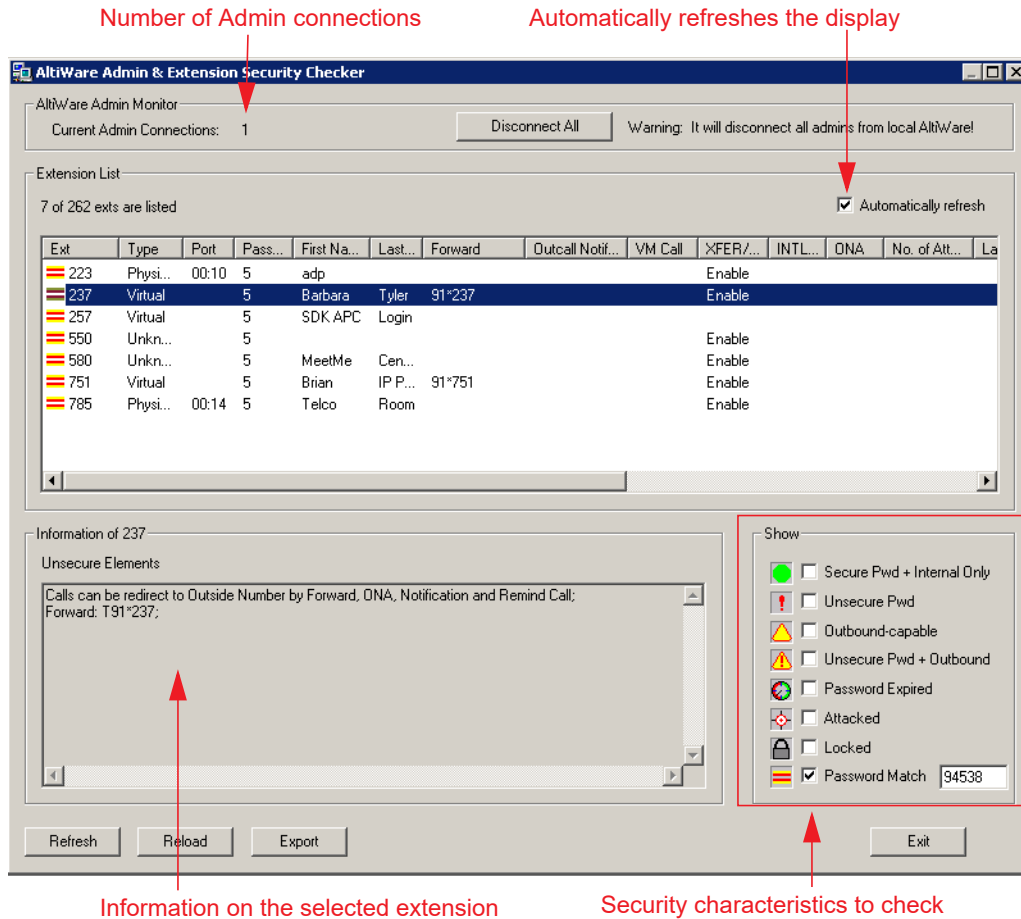 Number of Admin connections
Automatically refreshes the display
AltiWare Admin & Extension Security Checker
AltiWare Admin Monitor
Current Admin Connections: 1
Disconnect All
Warning: It will disconnect all admins from local AltiWare!
Extension List
7 of 262 exts are listed
Automatically refresh
Ext Type Port Pass... First Na... Last... Forward Outcall Notif... VM Call XFER/... INTL... ONA No. of Att... La
223 Physi... 00:10 5 adp Enable
237 Virtual 5 Barbara Tyler 91*237 Enable
257 Virtual 5 SDK APC Login
550 Unkn... 5 Enable
580 Unkn... 5 MeetMe Cen... Enable
751 Virtual 5 Brian IP P... 91*751 Enable
785 Physi... 00:14 5 Telco Room Enable
Information of 237
Unsecure Elements
Calls can be redirect to Outside Number by Forward, ONA, Notification and Remind Call;
Forward: T91*237;
Show
Secure Pwd + Internal Only
Unsecure Pwd
Outbound-capable
Unsecure Pwd + Outbound
Password Expired
Attacked
Locked
Password Match 94538
Refresh
Reload
Export
Exit
Information on the selected extension
Security characteristics to check